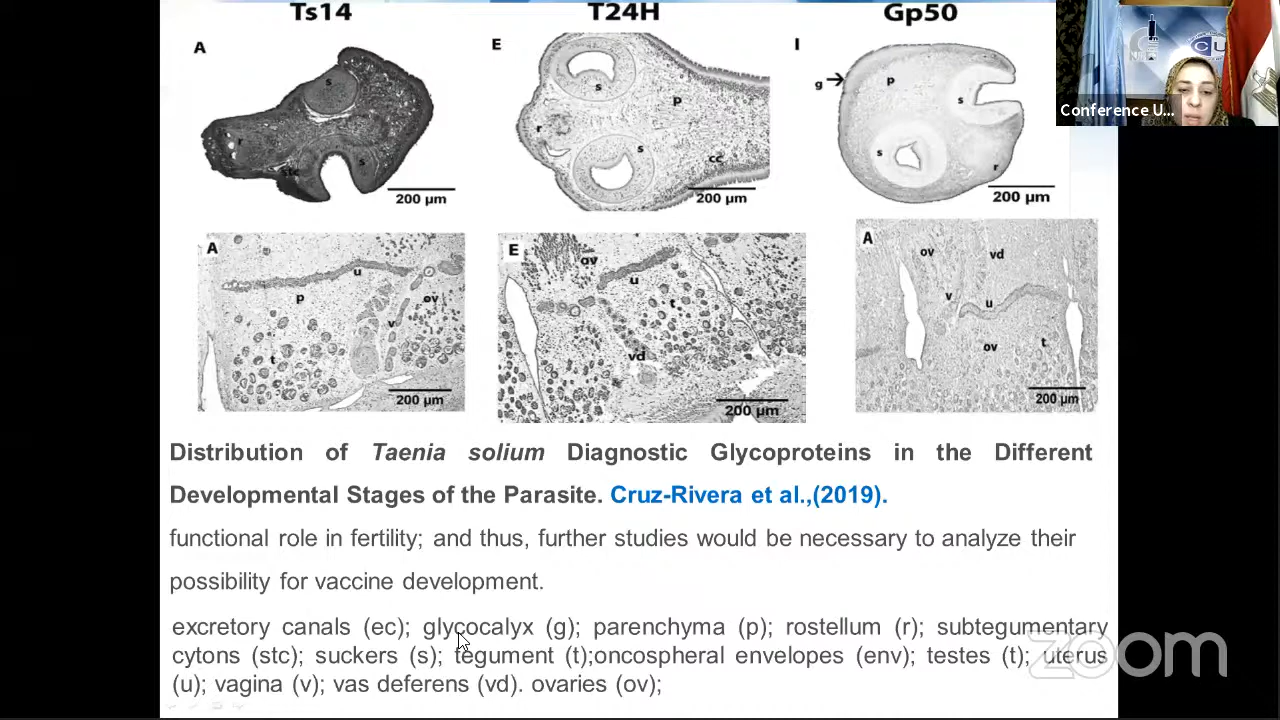 Ts14 T24H Gp50
A E I
s s s
r r p
stc s
s p
cc
g p
s
s
r
200 µm 200 µm 200 µm
A E A
u p t v ov
av u t vd
ov vd v u ov t
200 µm 200 µm 200 µm
Conference U...
Distribution of Taenia solium Diagnostic Glycoproteins in the Different
Developmental Stages of the Parasite. Cruz-Rivera et al.,(2019).
functional role in fertility; and thus, further studies would be necessary to analyze their
possibility for vaccine development.
excretory canals (ec); glycocalyx (g); parenchyma (p); rostellum (r); subtegumentary
cytons (stc); suckers (s); tegument (t);oncospheral envelopes (env); testes (t); uterus
(u); vagina (v); vas deferens (vd). ovaries (ov);
zoom